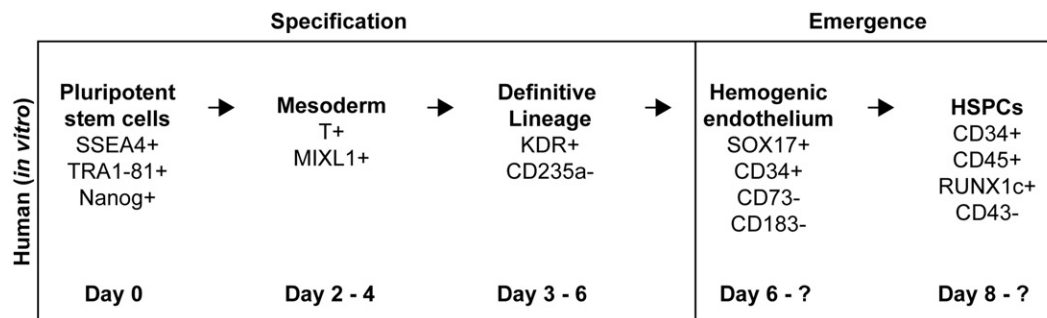 Specification
Emergence
Human (in vitro)
Pluripotent
stem cells
SSEA4+
TRA1-81+
Nanog+
Day 0
Mesoderm
T+
MIXL1+
Day 2 - 4
Definitive
Lineage
KDR+
CD235a-
Day 3 - 6
Hemogenic
endothelium
SOX17+
CD34+
CD73-
CD183-
Day 6 - ?
HSPCs
CD34+
CD45+
RUNX1c+
CD43-
Day 8 - ?